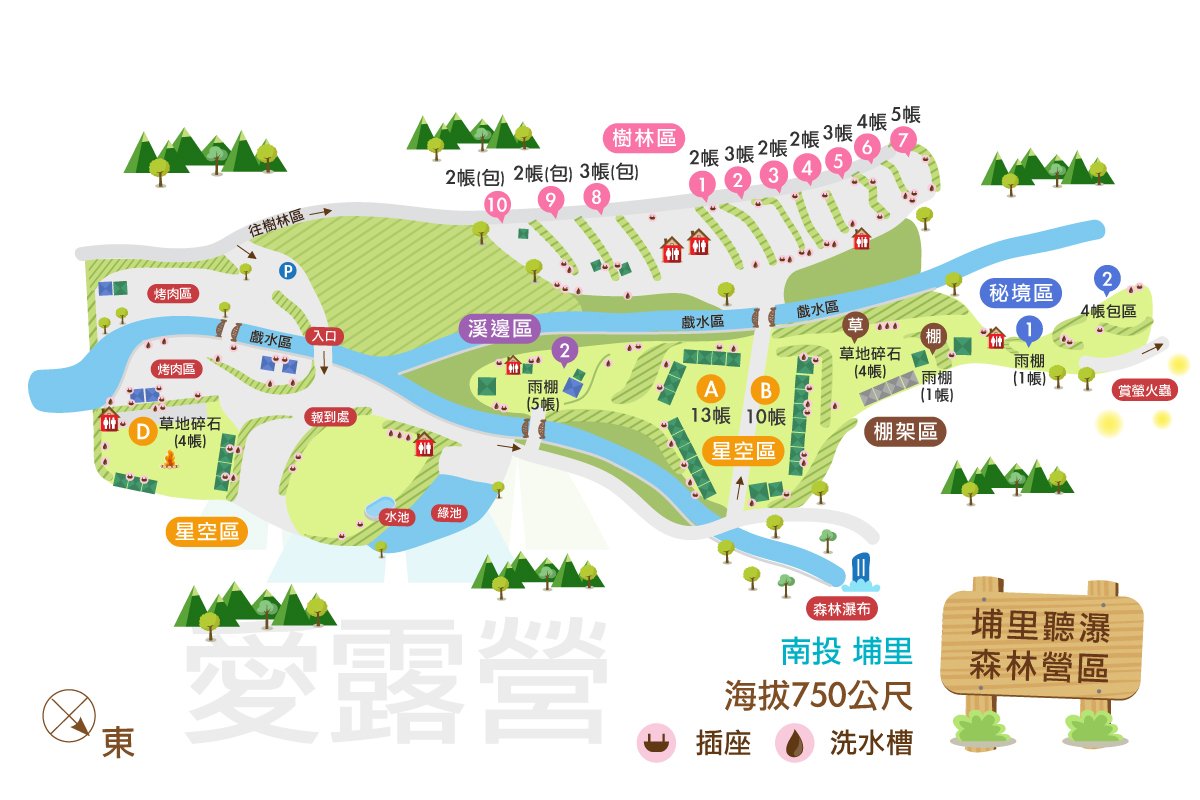 樹林區
2帳(包)
10
2帳(包)
9
3帳(包)
8
2帳
1
3帳
2
2帳
3
2帳
4
3帳
5
4帳
6
5帳
7
往樹林區
P
烤肉區
戲水區
入口
烤肉區
D
草地碎石
(4帳)
報到處
星空區
水池
綠池
溪邊區
2
雨棚
(5帳)
戲水區
戲水區
A
13帳
B
10帳
星空區
草
草地碎石
(4帳)
棚
雨棚
(1帳)
棚架區
秘境區
1
雨棚
(1帳)
2
4帳包區
賞螢火蟲
森林瀑布
南投 埔里
海拔750公尺
插座
洗水槽
埔里聽瀑
森林營區
東
愛露營